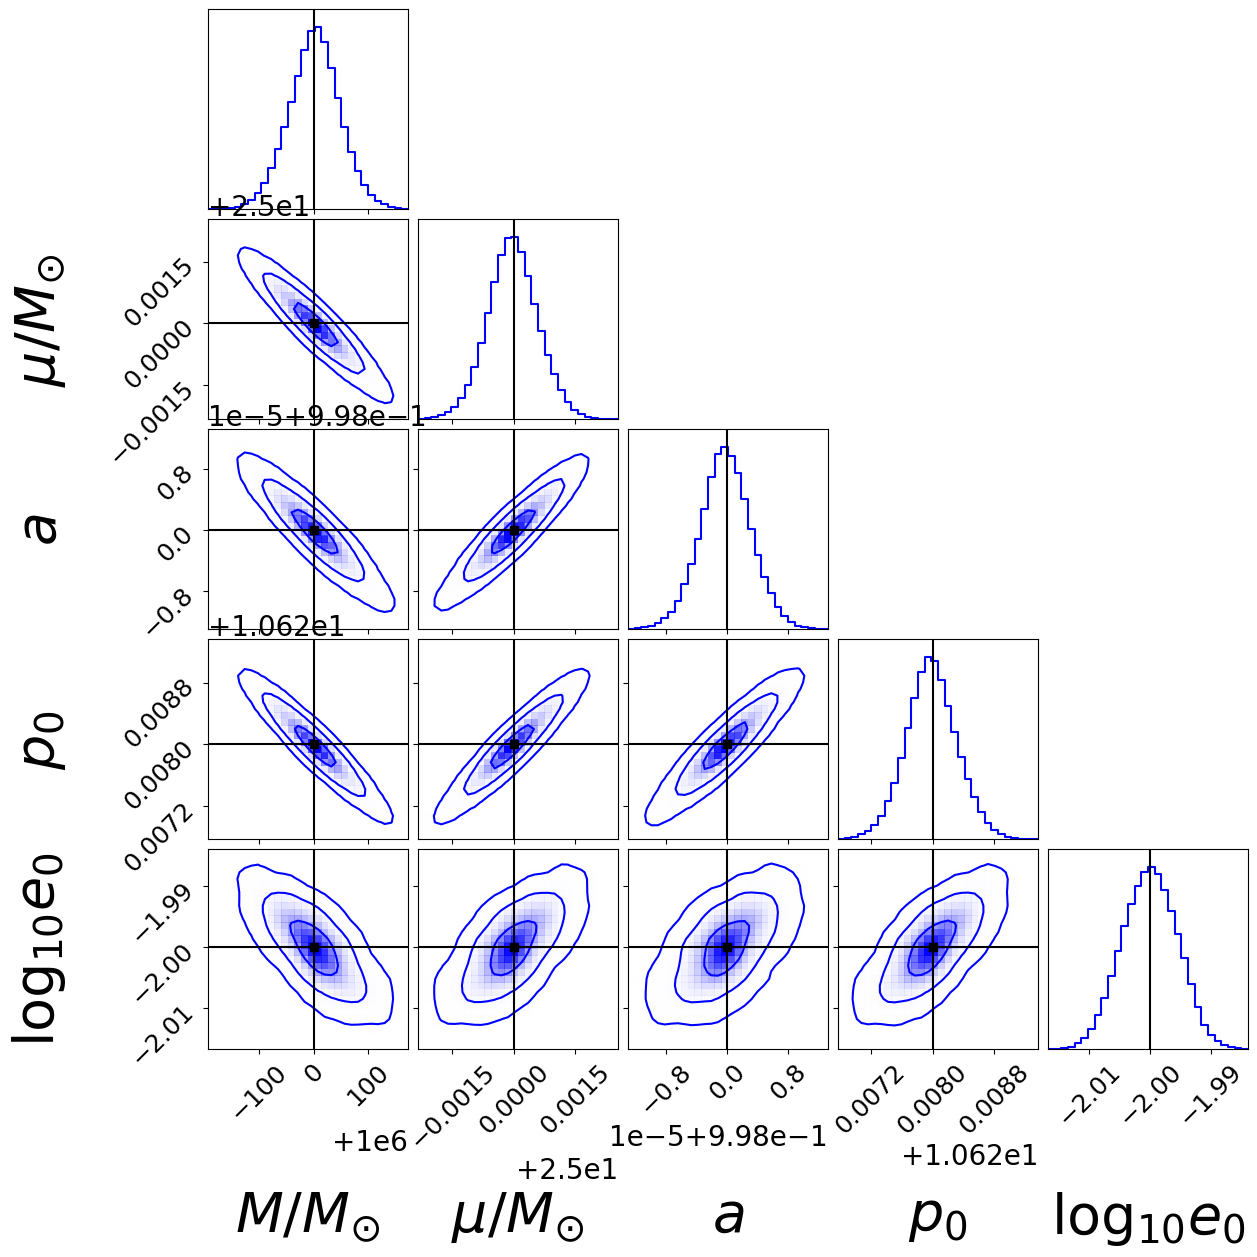 +2.5e1
μ/M⊙
0.0015
0.0000
−0.0015
1e−5+9.98e−1
a
0.8
0.0
−0.8
+1.062e1
p₀
0.0088
0.0080
0.0072
log₁₀e₀
−1.99
−2.00
−2.01
−100 0 100
−0.0015 0.0000 0.0015
−0.8 0.0 0.8
0.0072 0.0080 0.0088
−2.01 −2.00 −1.99
+1e6
+2.5e1
1e−5+9.98e−1
+1.062e1
M/M⊙ μ/M⊙ a p₀ log₁₀e₀